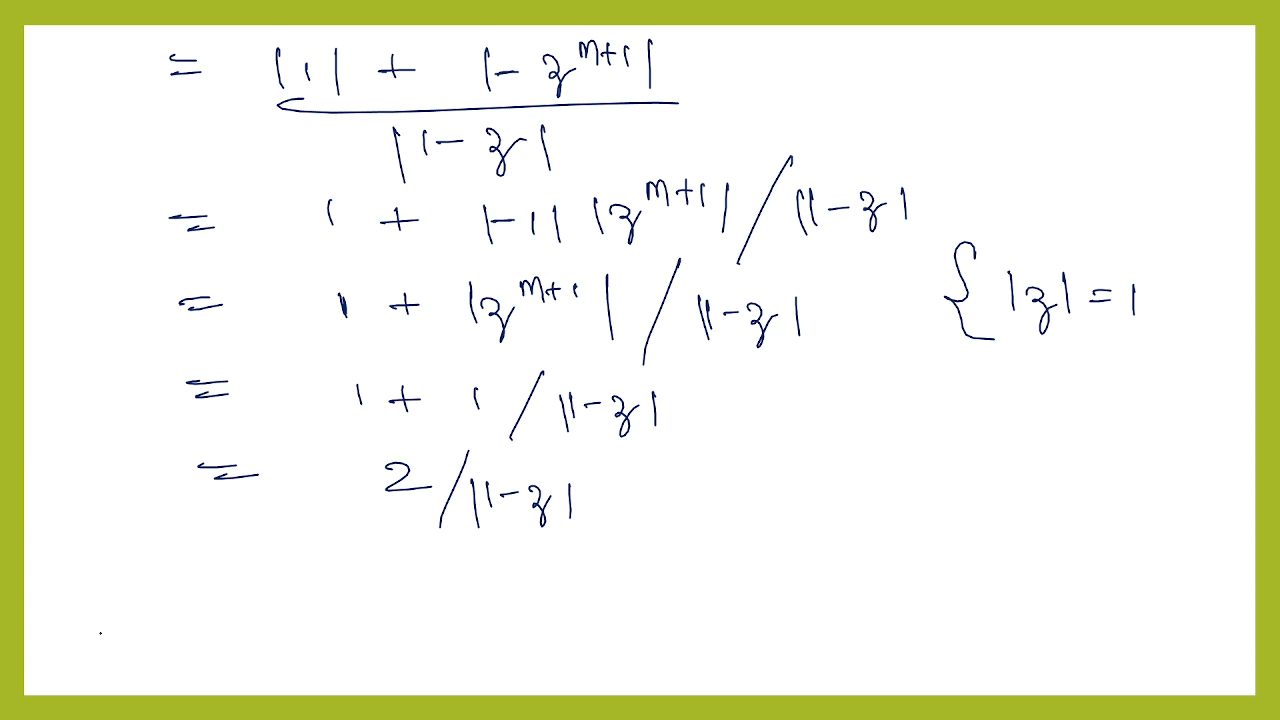 = |1| + |- z^{m+1}|
|1-z|
= 1 + |-1| |z^{m+1}| / |1-z|
= 1 + |z^{m+1}| / |1-z| { |z| = 1
= 1 + 1 / |1-z|
= 2 / |1-z|